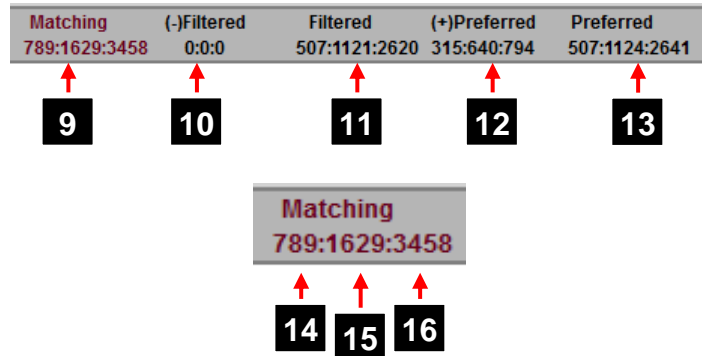 Matching (-)Filtered Filtered (+)Preferred Preferred
789:1629:3458 0:0:0 507:1121:2620 315:640:794 507:1124:2641
9 10 11 12 13
Matching
789:1629:3458
14 15 16